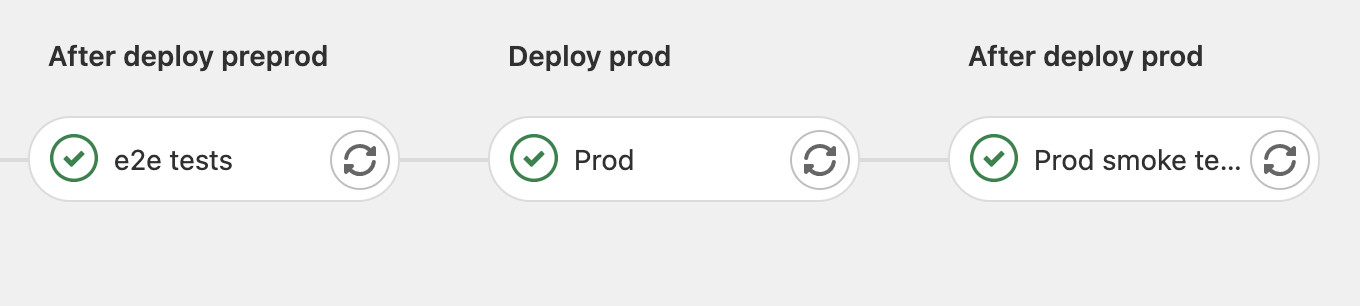 After deploy preprod
Deploy prod
After deploy prod
e2e tests
Prod
Prod smoke te...